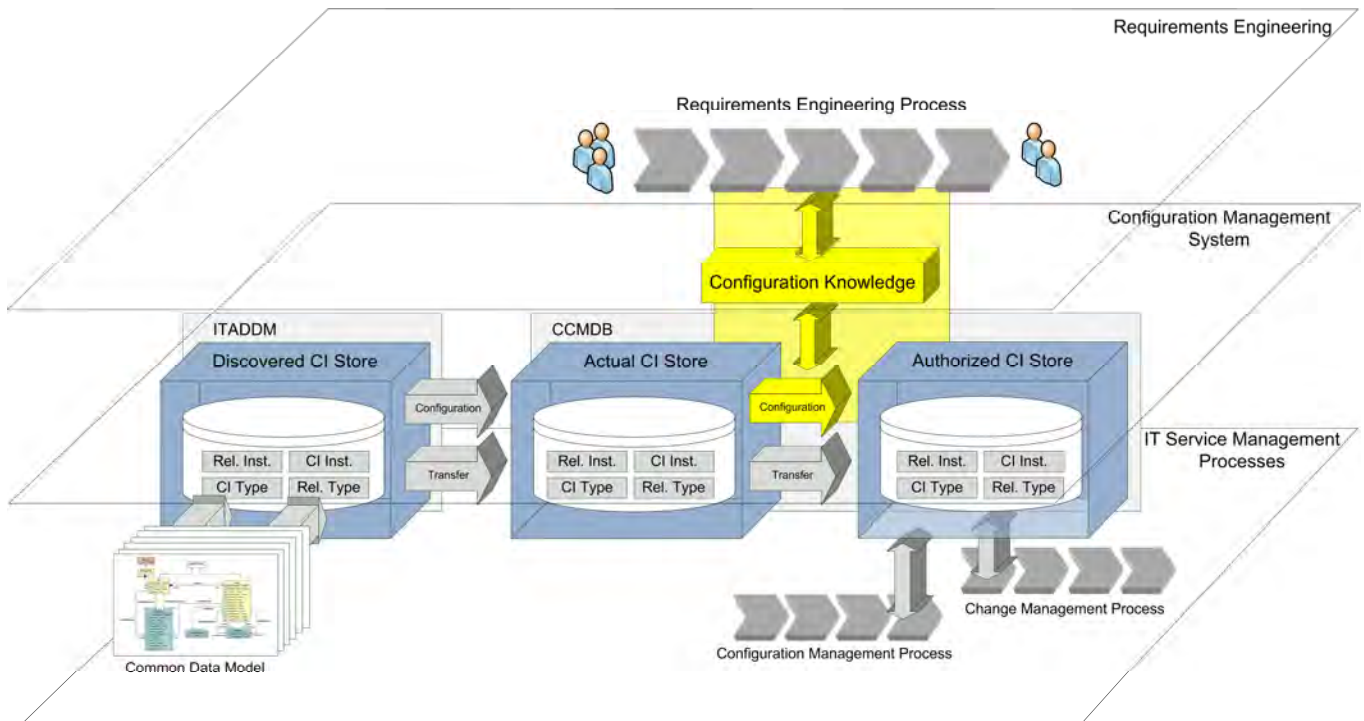 Requirements Engineering
Requirements Engineering Process
Configuration Management
System
Configuration Knowledge
ITADDM
CCMDB
Discovered CI Store
Actual CI Store
Authorized CI Store
Configuration
Configuration
IT Service Management
Processes
Rel. Inst.
CI Inst.
Rel. Inst.
CI Inst.
Rel. Inst.
CI Inst.
Transfer
Transfer
CI Type
Rel. Type
CI Type
Rel. Type
CI Type
Rel. Type
Change Management Process
Configuration Management Process
Common Data Model